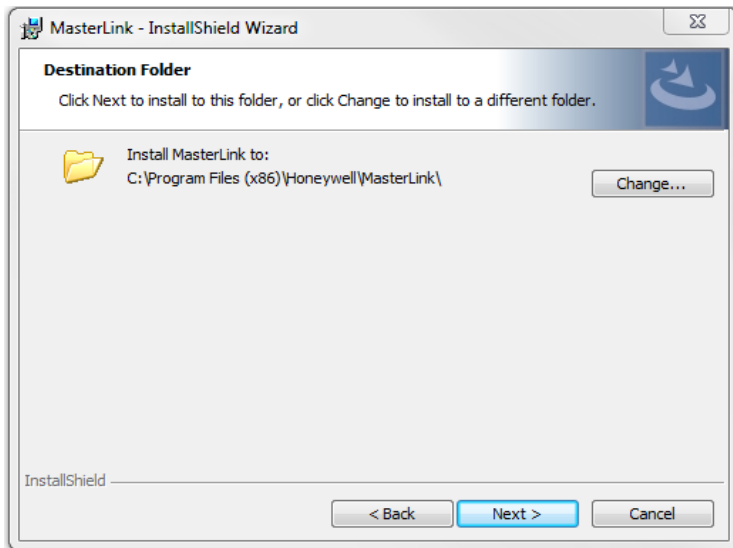 MasterLink - InstallShield Wizard
Destination Folder
Click Next to install to this folder, or click Change to install to a different folder.
Install MasterLink to:
C:\Program Files (x86)\Honeywell\MasterLink\
Change...
InstallShield
< Back
Next >
Cancel